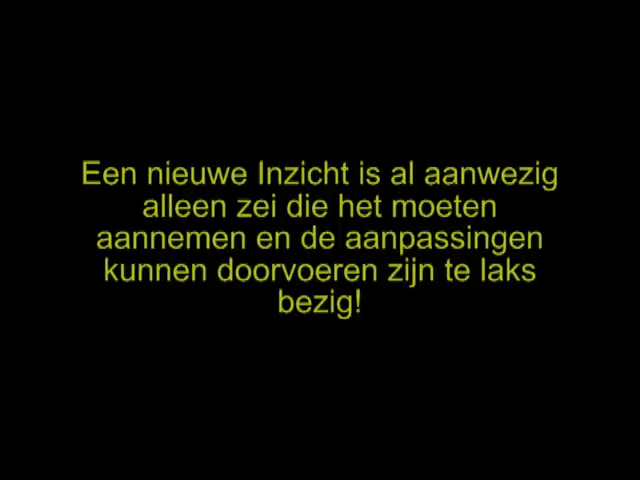 Een nieuwe Inzicht is al aanwezig
alleen zei die het moeten
aannemen en de aanpassingen
kunnen doorvoeren zijn te laks
bezig!